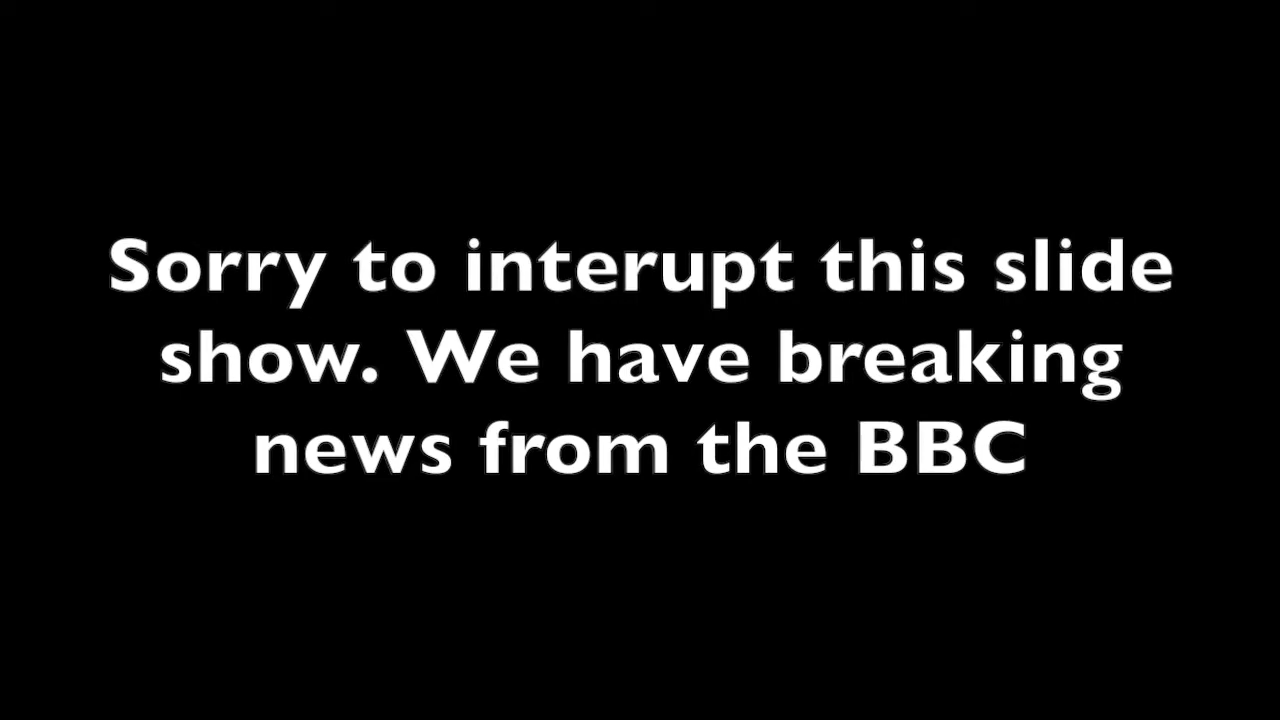 Sorry to interupt this slide
show. We have breaking
news from the BBC